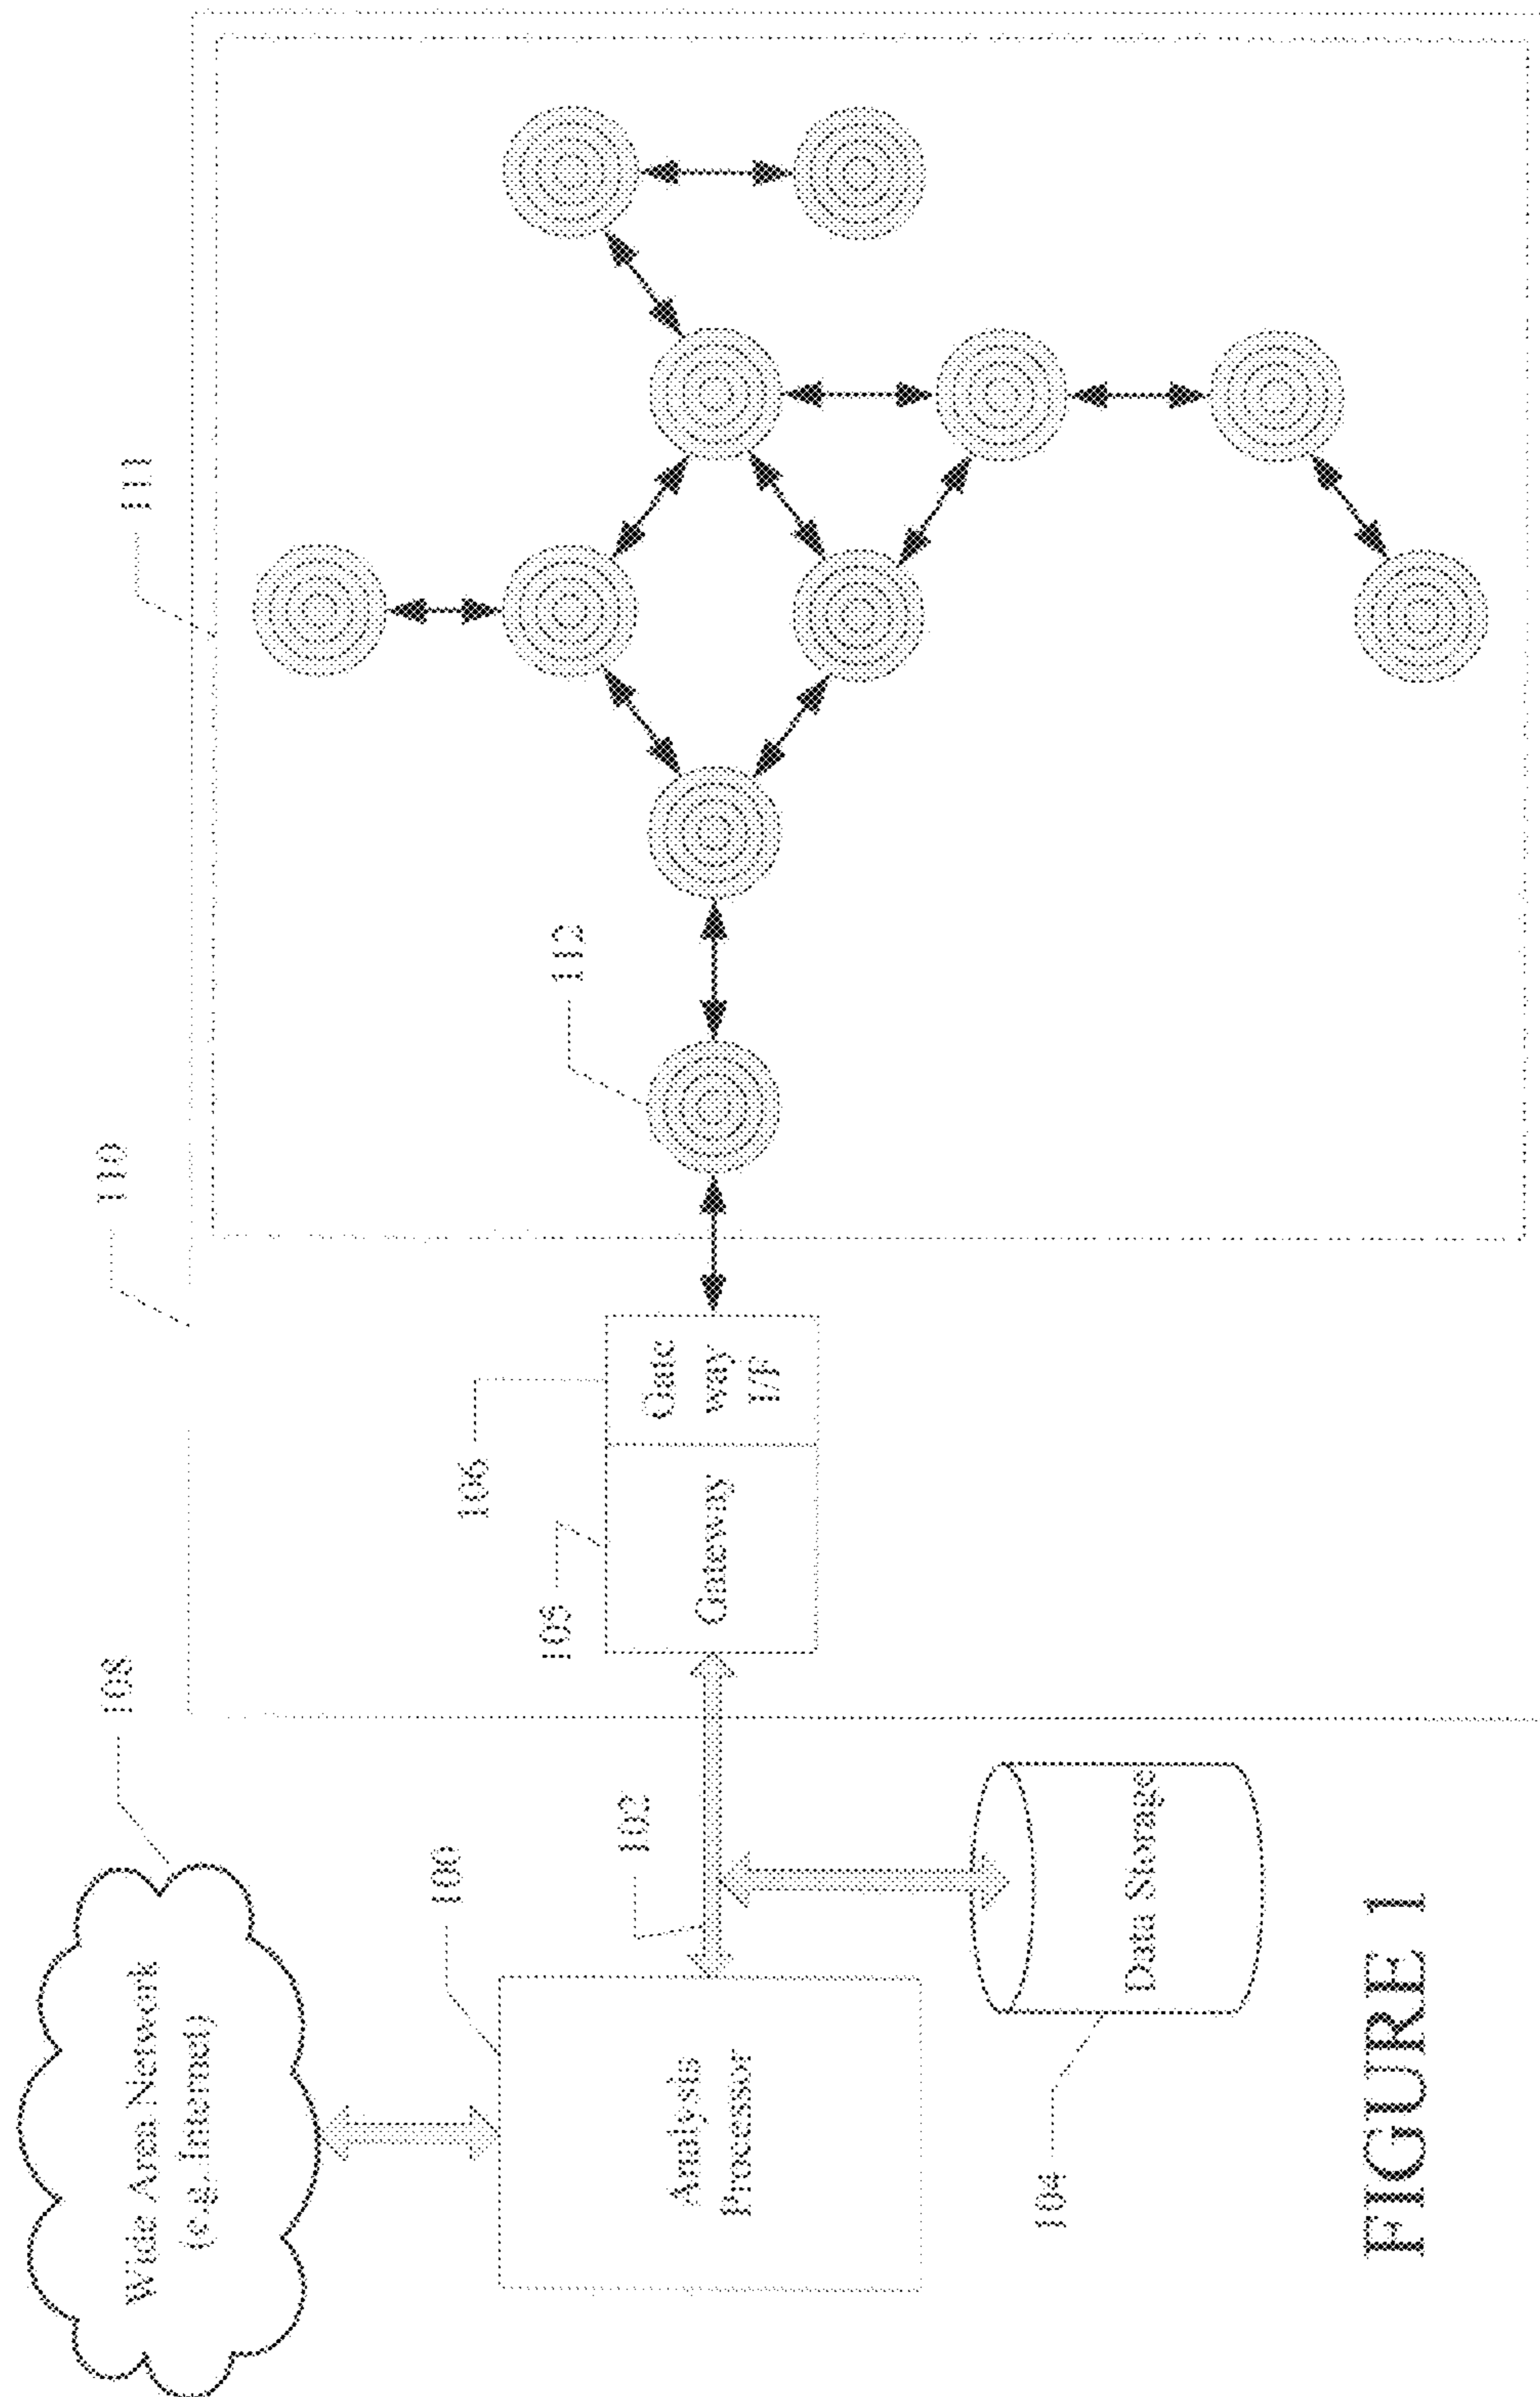 108
Wide Area Network
(e.g. Internet)
100
Analysis
Processor
102
104
Data Storage
105
Gateway
106
Gate
way
I/F
110
111
112
FIGURE 1